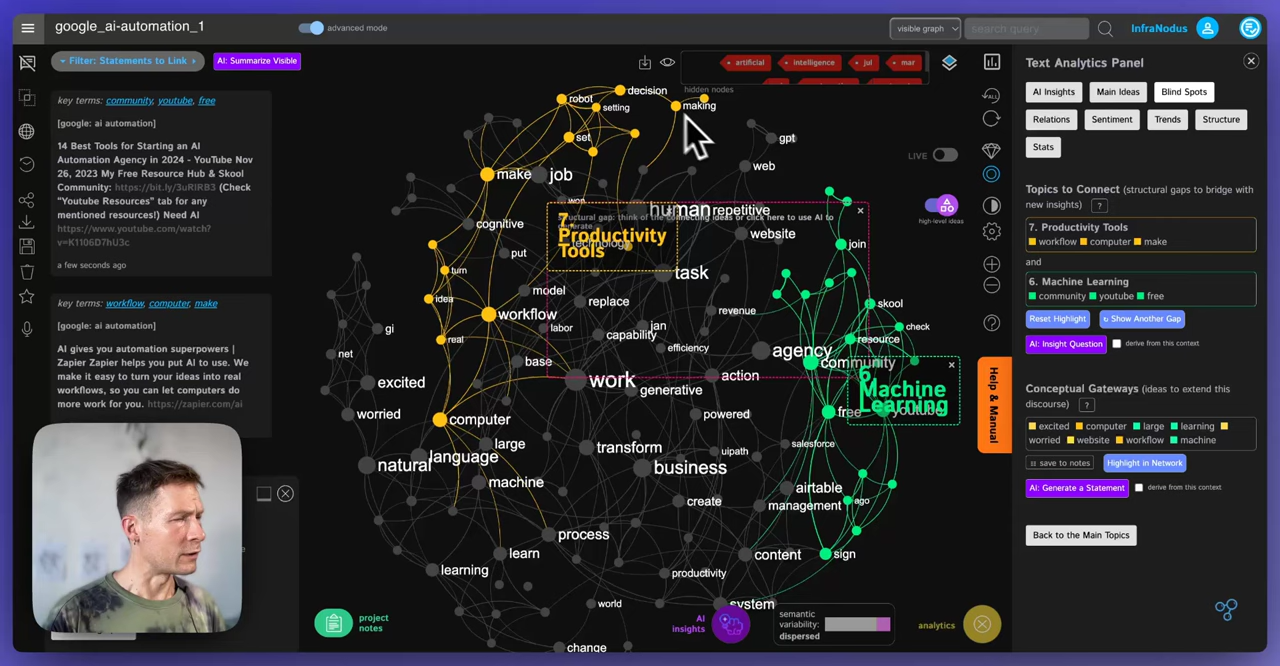 google_ai-automation_1
advanced mode
visible graph
search query
InfraNodus
Filter: Statements to Link
AI: Summarize Visible
key terms: community, youtube, free
[google: ai automation]
14 Best Tools for Starting an AI
Automation Agency in 2024 - YouTube Nov
26, 2023 My Free Resource Hub & Skool
Community: https://bit.ly/3uRIRB3 (Check
"Youtube Resources" tab for any
mentioned resources!) Need AI
https://www.youtube.com/watch?
v=K1106D7hU3c
a few seconds ago
key terms: workflow, computer, make
[google: ai automation]
AI gives you automation superpowers |
Zapier Zapier helps you put AI to use. We
make it easy to turn your ideas into real
workflows, so you can let computers do
more work for you. https://zapier.com/ai
artificial
intelligence
jul
mar
hidden nodes
LIVE
high-level ideas
robot
decision
setting
making
set
gpt
web
make
job
human
repetitive
cognitive
website
put
technology
join
7.
Productivity
Tools
task
turn
idea
model
replace
revenue
skool
workflow
labor
jan
capability
efficiency
check
resource
gi
real
net
base
agency
community
excited
work
generative
action
6.
Machine
Learning
worried
computer
powered
free
youtube
large
transform
uipath
salesforce
natural
language
business
machine
create
airtable
management
ago
process
learn
content
sign
learning
productivity
world
system
change
project
notes
AI
insights
semantic
variability:
dispersed
analytics
Help & Manual
Text Analytics Panel
AI Insights
Main Ideas
Blind Spots
Relations
Sentiment
Trends
Structure
Stats
Topics to Connect (structural gaps to bridge with
new insights) ?
7. Productivity Tools
workflow computer make
and
6. Machine Learning
community youtube free
Reset Highlight
Show Another Gap
AI: Insight Question
derive from this context
Conceptual Gateways (ideas to extend this
discourse) ?
excited computer large learning
worried website workflow machine
save to notes
Highlight in Network
AI: Generate a Statement
derive from this context
Back to the Main Topics